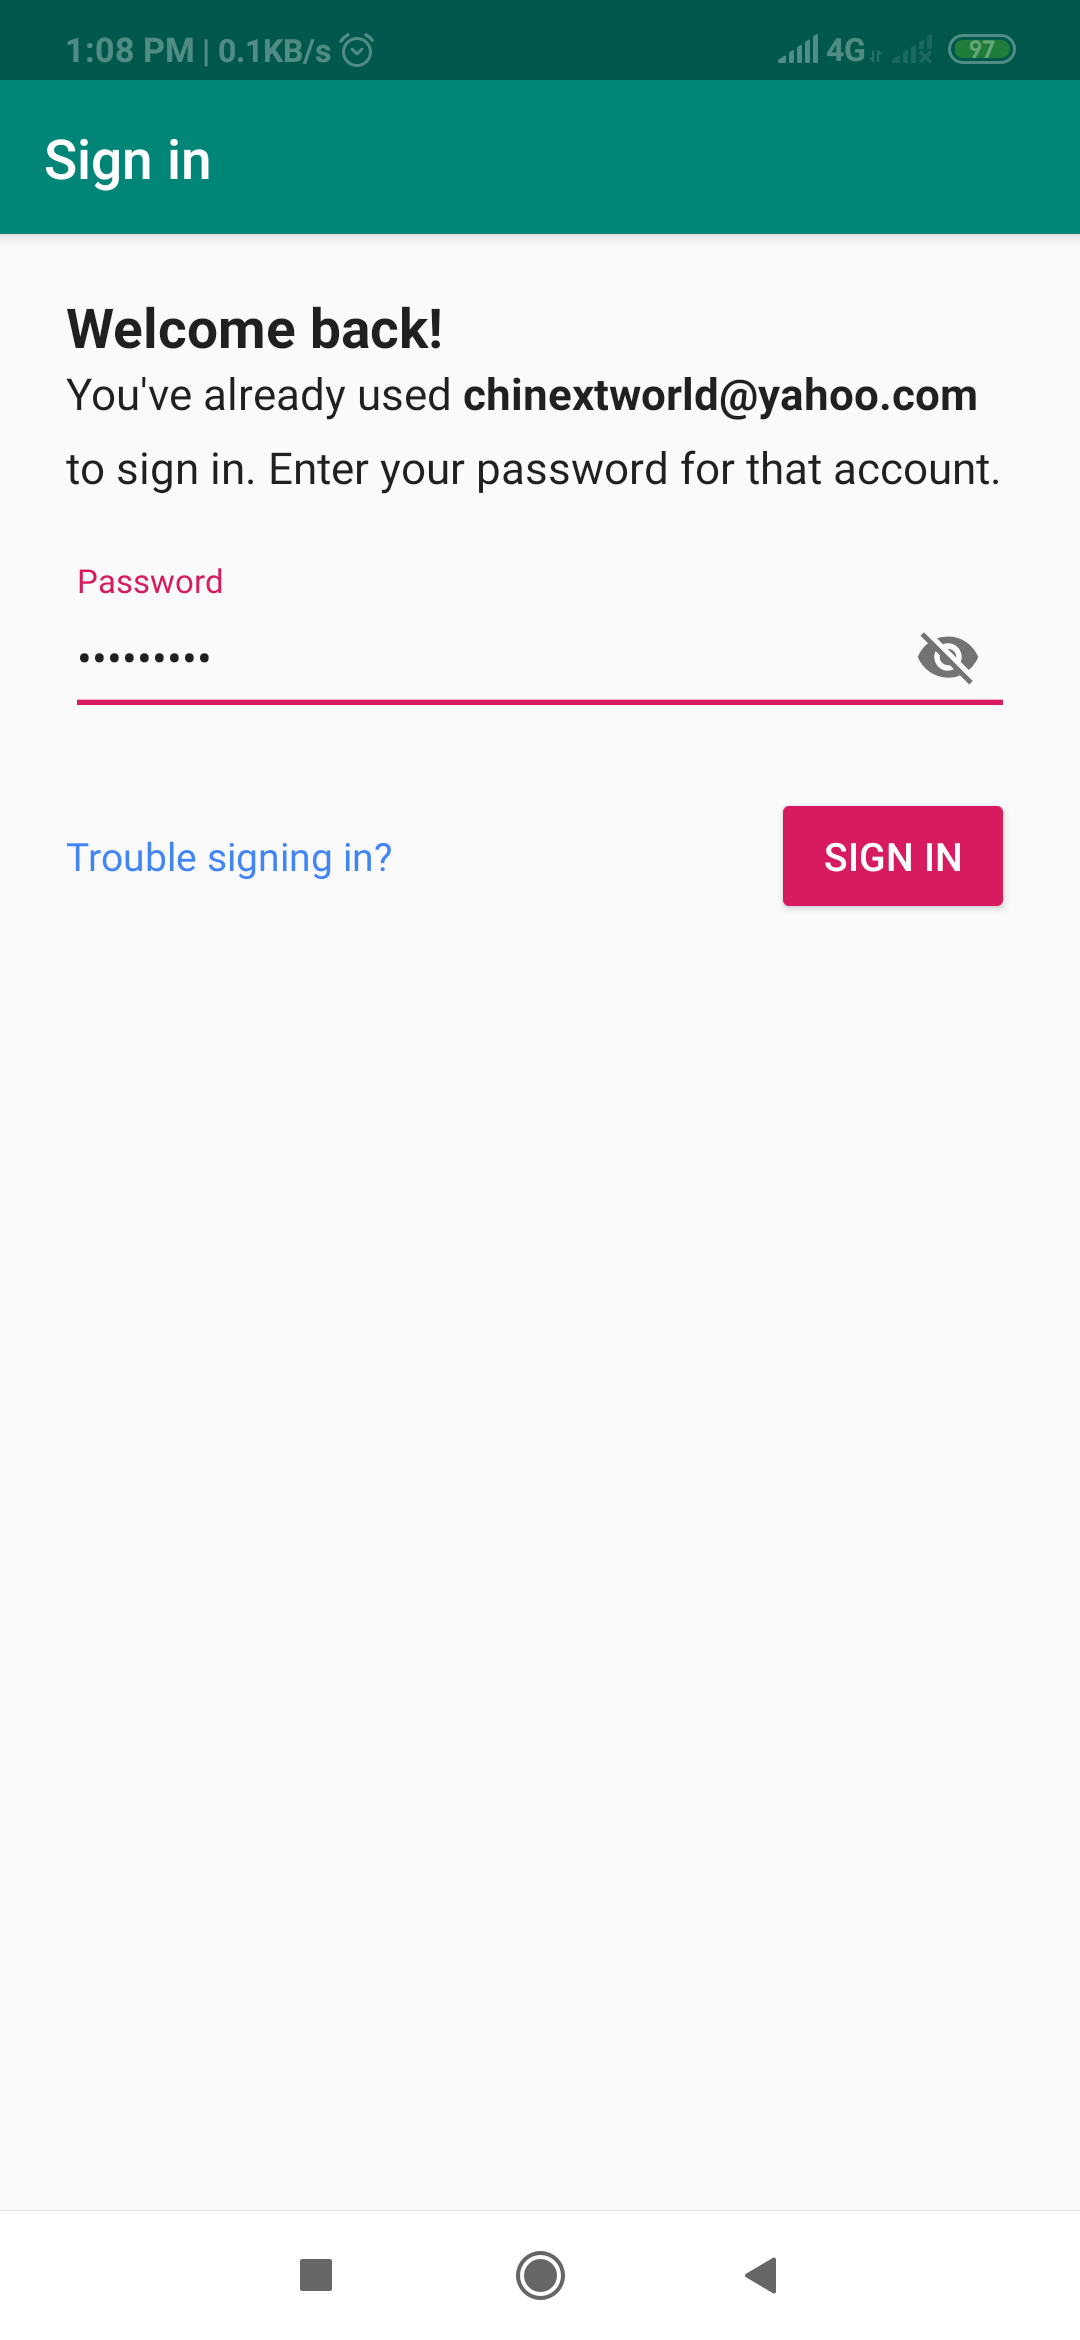 1:08 PM | 0.1KB/s 4G 97
Sign in
Welcome back!
You've already used chinextworld@yahoo.com
to sign in. Enter your password for that account.
Password
•••••••••
Trouble signing in? SIGN IN